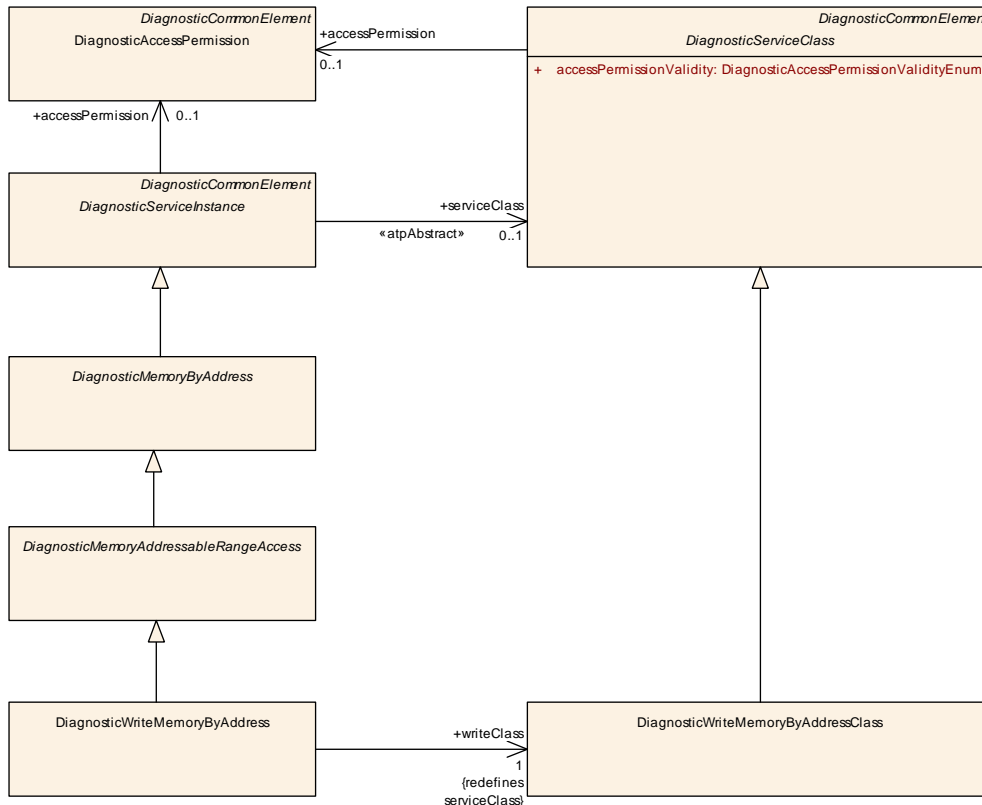 DiagnosticCommonElement
DiagnosticAccessPermission
DiagnosticCommonElement
DiagnosticServiceClass
+ accessPermissionValidity: DiagnosticAccessPermissionValidityEnum
+accessPermission
0..1
+accessPermission
0..1
DiagnosticCommonElement
DiagnosticServiceInstance
+serviceClass
«atpAbstract»
0..1
DiagnosticMemoryByAddress
DiagnosticMemoryAddressableRangeAccess
DiagnosticWriteMemoryByAddress
+writeClass
1
{redefines
serviceClass}
DiagnosticWriteMemoryByAddressClass